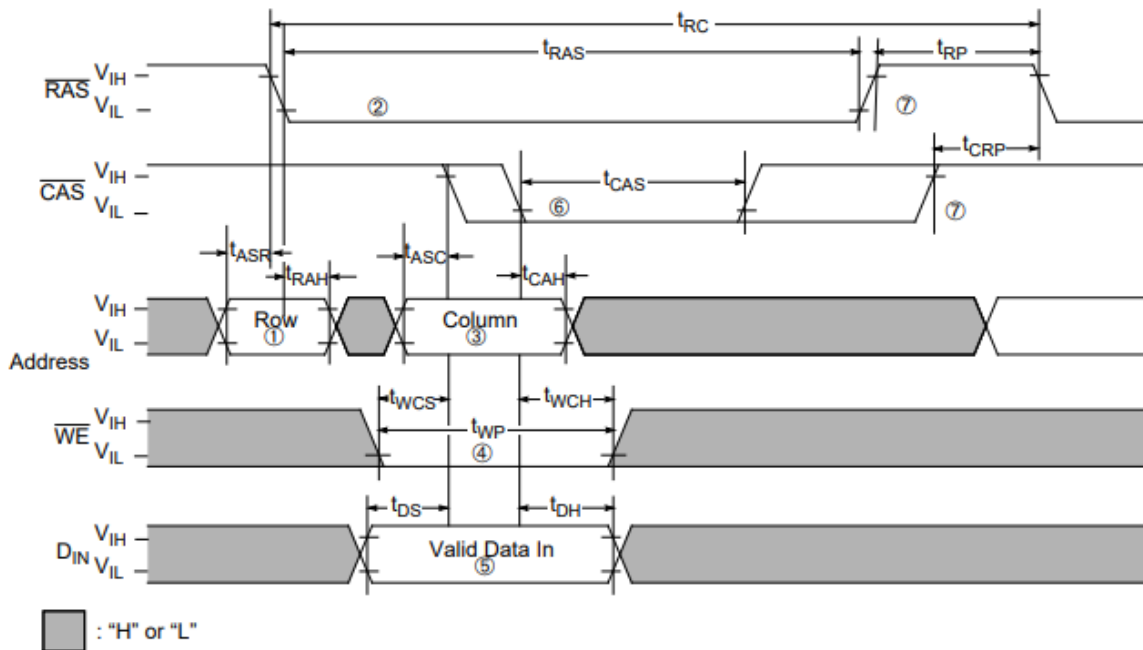 tRC
tRAS
tRP
RAS
VIH
VIL
②
⑦
tCRP
CAS
VIH
VIL
tCAS
⑥
⑦
tASR
tRAH
tASC
tCAH
Address
VIH
VIL
Row
①
Column
③
tWCS
tWCH
WE
VIH
VIL
tWP
④
tDS
tDH
DIN
VIH
VIL
Valid Data In
⑤
: “H” or “L”